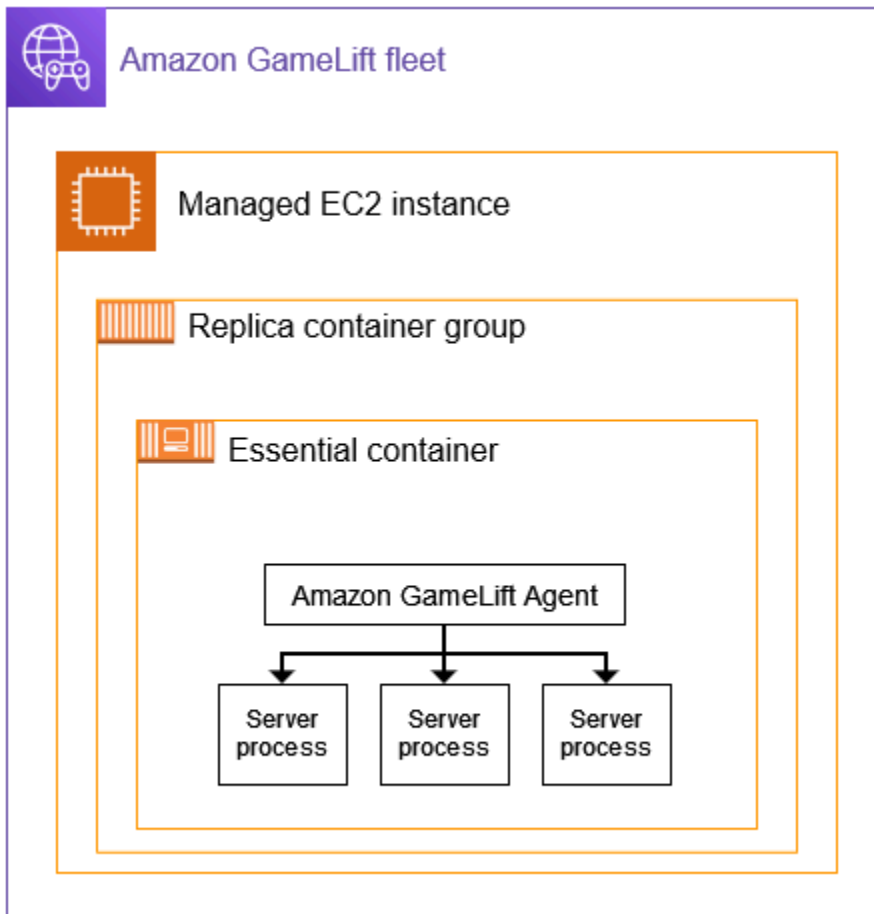 Amazon GameLift fleet
Managed EC2 instance
Replica container group
Essential container
Amazon GameLift Agent
Server
process
Server
process
Server
process